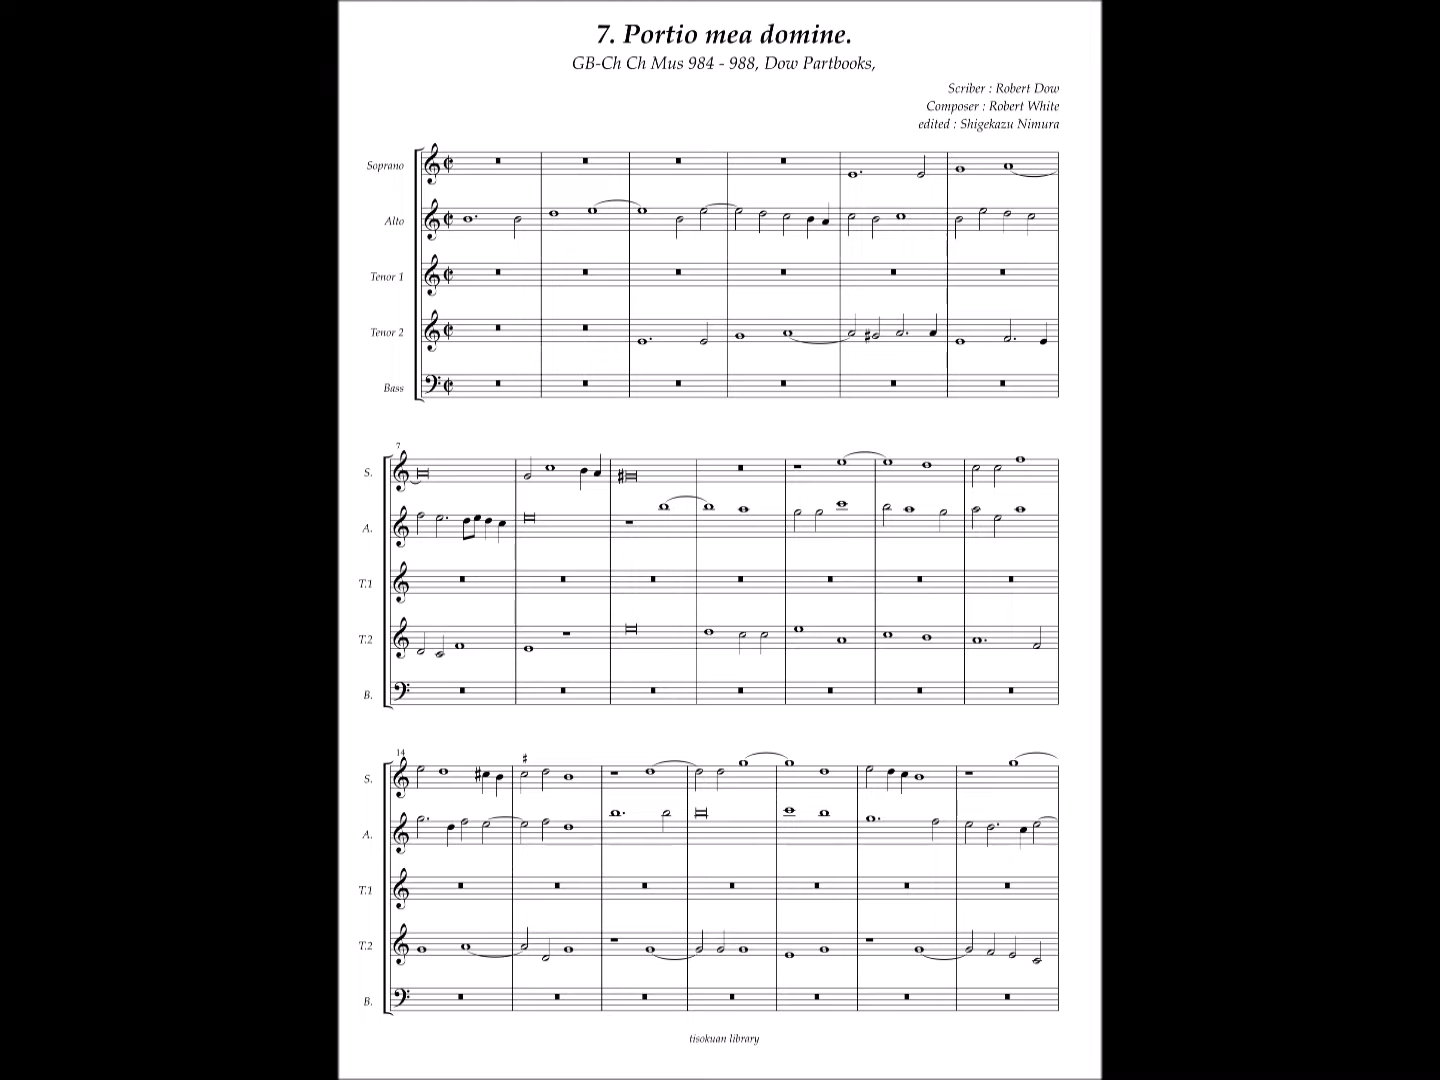 7. Portio mea domine.
GB-Ch Ch Mus 984 - 988, Dow Partbooks,
Scriber : Robert Dow
Composer : Robert White
edited : Shigekazu Nimura
Soprano
Alto
Tenor 1
Tenor 2
Bass
7
S.
A.
T.1
T.2
B.
14
S.
A.
T.1
T.2
B.
tisokuan library